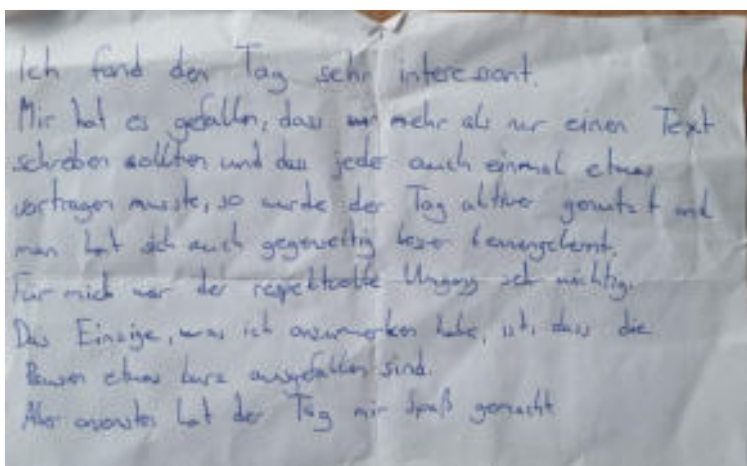 Ich fand den Tag sehr interessant.
Mir hat es gefallen, dass wir mehr als nur einen Text
schreiben sollten und das jeder auch einmal etwas
vortragen musste, so wurde der Tag aktiver genutzt und
man hat sich auch gegenseitig besser kennengelernt.
Für mich war der respektvolle Umgang sehr wichtig.
Das Einzige, was ich anzumerken habe, ist, dass die
Pausen etwas kurz ausgefallen sind.
Aber ansonsten hat der Tag mir Spaß gemacht